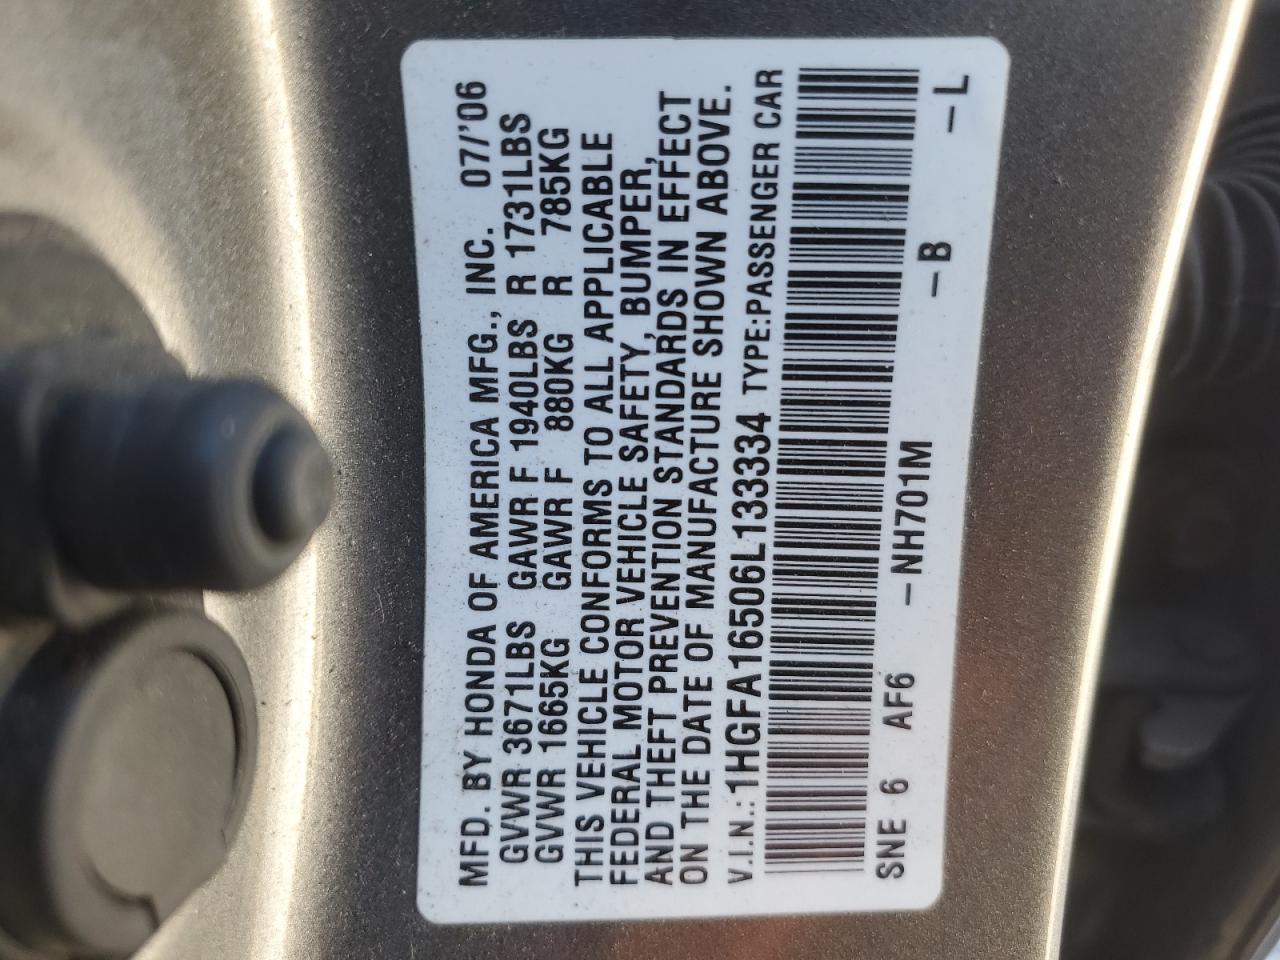 MFD. BY HONDA OF AMERICA MFG., INC. 07/'06
GVWR 3671LBS GAWR F 1940LBS R 1731LBS
GVWR 1665KG GAWR F 880KG R 785KG
THIS VEHICLE CONFORMS TO ALL APPLICABLE
FEDERAL MOTOR VEHICLE SAFETY, BUMPER,
AND THEFT PREVENTION STANDARDS IN EFFECT
ON THE DATE OF MANUFACTURE SHOWN ABOVE.
V.I.N.: 1HGFA16506L133334 TYPE:PASSENGER CAR
SNE 6 AF6 -NH701M -B -L